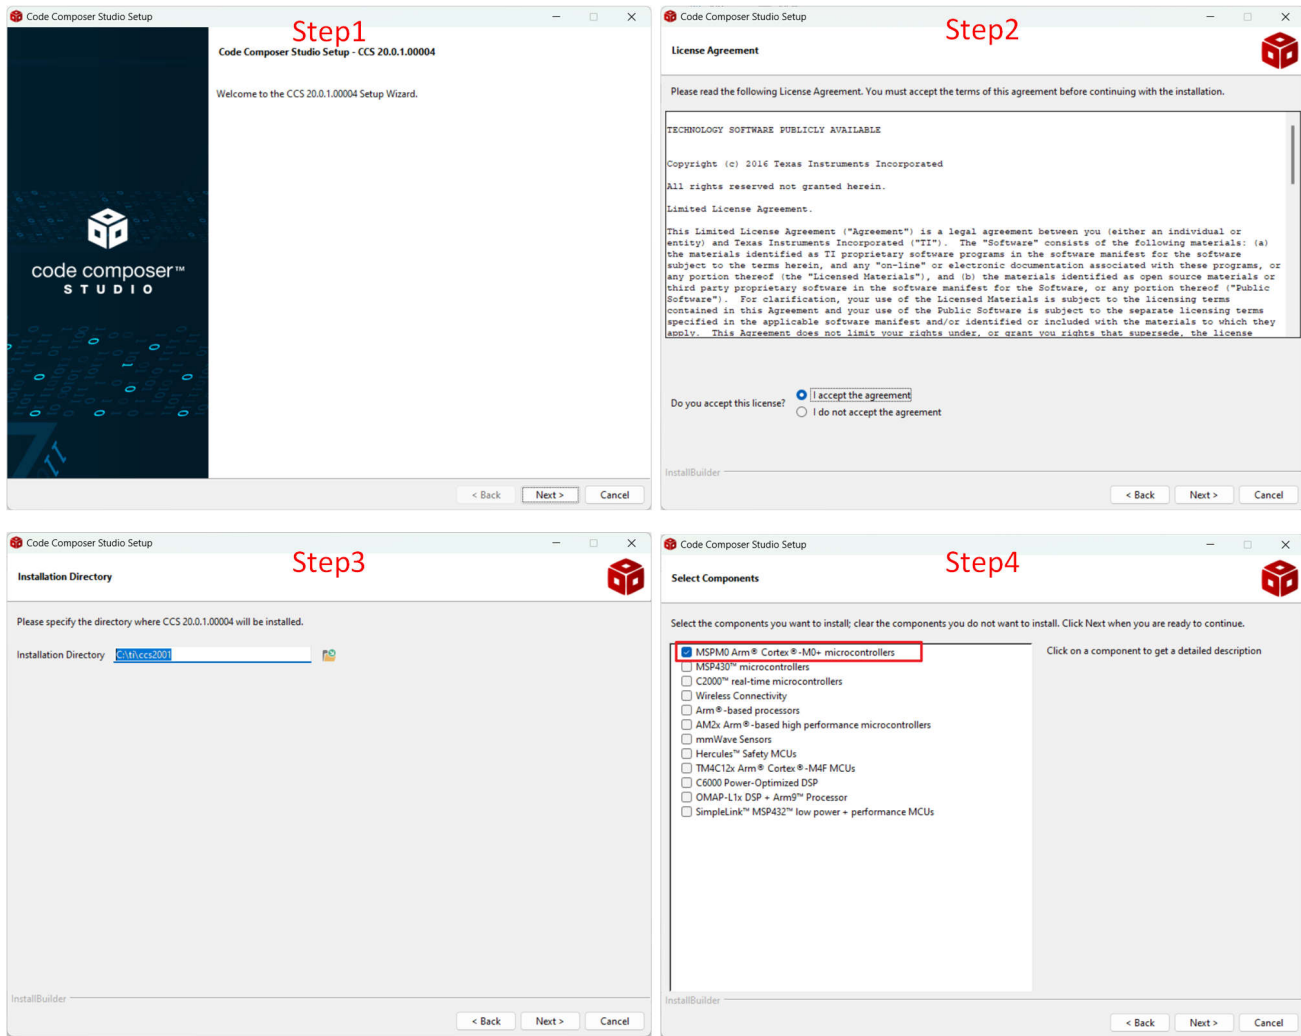 Code Composer Studio Setup
Step1
Code Composer Studio Setup - CCS 20.0.1.00004
Welcome to the CCS 20.0.1.00004 Setup Wizard.
code composer™
STUDIO
< Back
Next >
Cancel
Code Composer Studio Setup
Step2
License Agreement
Please read the following License Agreement. You must accept the terms of this agreement before continuing with the installation.
TECHNOLOGY SOFTWARE PUBLICLY AVAILABLE
Copyright (c) 2016 Texas Instruments Incorporated
All rights reserved not granted herein.
Limited License Agreement.
This Limited License Agreement ("Agreement") is a legal agreement between you (either an individual or
entity) and Texas Instruments Incorporated ("TI").  The "Software" consists of the following materials: (a)
the materials identified as TI proprietary software programs in the software manifest for the software
subject to the terms herein, and any "on-line" or electronic documentation associated with these programs, or
any portion thereof (the "Licensed Materials"), and (b) the materials identified as open source materials or
third party proprietary software in the software manifest for the Software, or any portion thereof ("Public
Software").  For clarification, your use of the Licensed Materials is subject to the licensing terms
contained in this Agreement and your use of the Public Software is subject to the separate licensing terms
specified in the applicable software manifest and/or identified or included with the materials to which they
apply.  This Agreement does not limit your rights under, or grant you rights that supersede, the license
Do you accept this license?
I accept the agreement
I do not accept the agreement
InstallBuilder
< Back
Next >
Cancel
Code Composer Studio Setup
Step3
Installation Directory
Please specify the directory where CCS 20.0.1.00004 will be installed.
Installation Directory
C:\ti\ccs2001
InstallBuilder
< Back
Next >
Cancel
Code Composer Studio Setup
Step4
Select Components
Select the components you want to install; clear the components you do not want to install. Click Next when you are ready to continue.
MSPM0 Arm® Cortex®-M0+ microcontrollers
MSP430™ microcontrollers
C2000™ real-time microcontrollers
Wireless Connectivity
Arm®-based processors
AM2x Arm®-based high performance microcontrollers
mmWave Sensors
Hercules™ Safety MCUs
TM4C12x Arm® Cortex®-M4F MCUs
C6000 Power-Optimized DSP
OMAP-L1x DSP + Arm9™ Processor
SimpleLink™ MSP432™ low power + performance MCUs
Click on a component to get a detailed description
InstallBuilder
< Back
Next >
Cancel